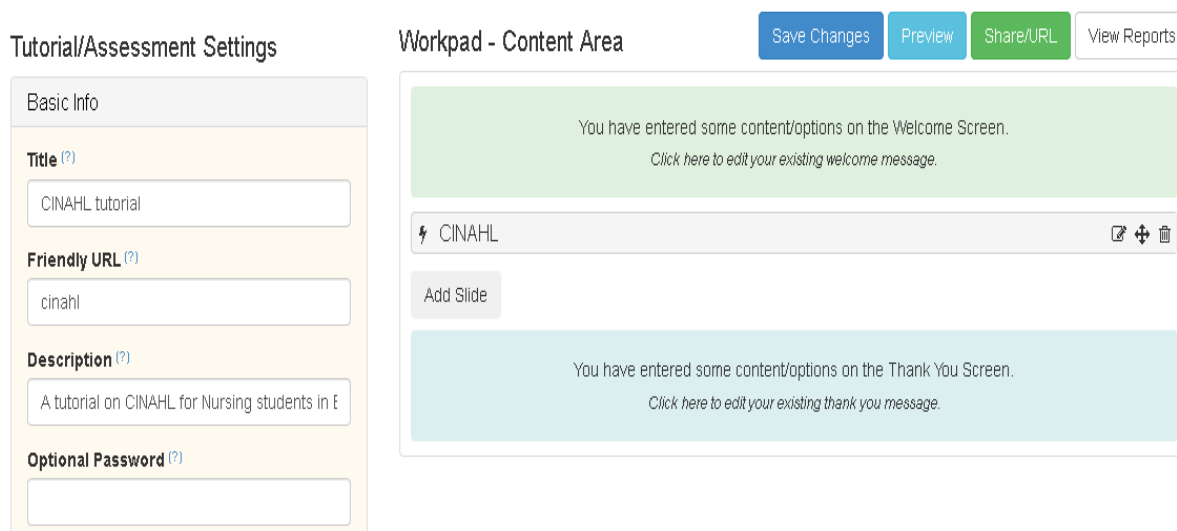 Tutorial/Assessment Settings
Basic Info
Title (?)
CINAHL tutorial
Friendly URL (?)
cinahl
Description (?)
A tutorial on CINAHL for Nursing students in E
Optional Password (?)
Workpad - Content Area
Save Changes
Preview
Share/URL
View Reports
You have entered some content/options on the Welcome Screen.
Click here to edit your existing welcome message.
CINAHL
Add Slide
You have entered some content/options on the Thank You Screen.
Click here to edit your existing thank you message.